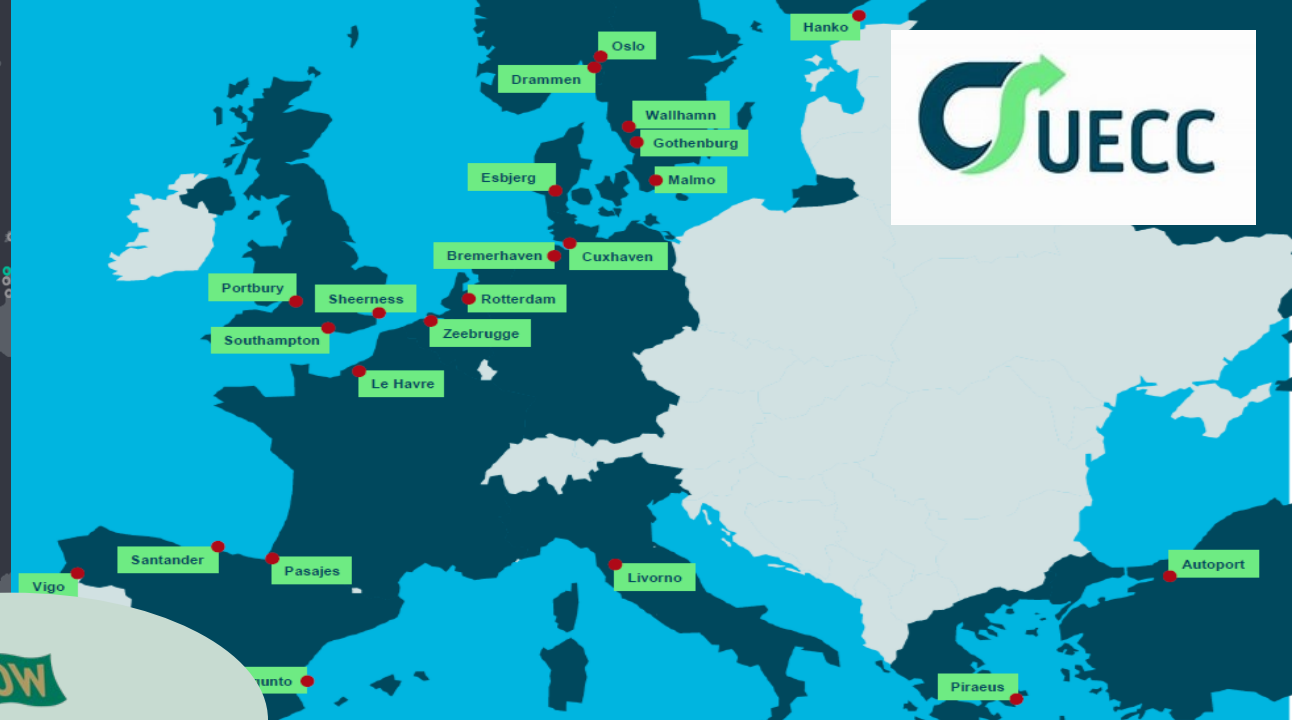 Hanko
Oslo
Drammen
UECC
Wallhamn
Gothenburg
Esbjerg
Malmo
Bremerhaven
Cuxhaven
Portbury
Sheerness
Rotterdam
Southampton
Zeebrugge
Le Havre
Santander
Pasajes
Vigo
Livorno
Autoport
Piraeus